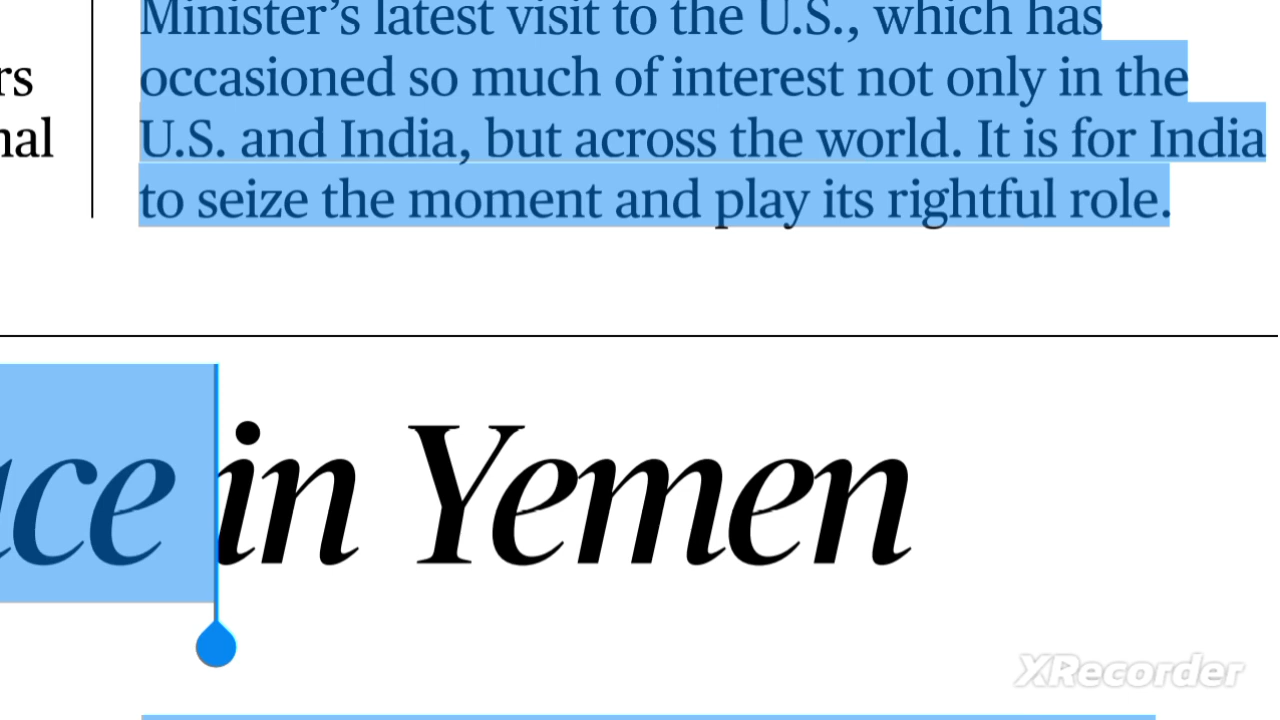 Minister's latest visit to the U.S., which has
occasioned so much of interest not only in the
U.S. and India, but across the world. It is for India
to seize the moment and play its rightful role.
in Yemen
XRecorder